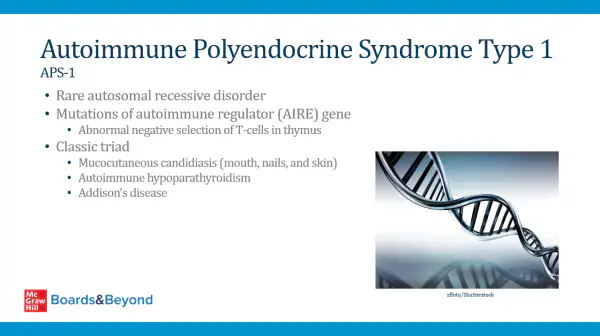 Autoimmune Polyendocrine Syndrome Type 1
APS-1
• Rare autosomal recessive disorder
• Mutations of autoimmune regulator (AIRE) gene
• Abnormal negative selection of T-cells in thymus
• Classic triad
• Mucocutaneous candidiasis (mouth, nails, and skin)
• Autoimmune hypoparathyroidism
• Addison's disease
zffoto/Shutterstock
Mc
Graw
Hill
Boards&Beyond